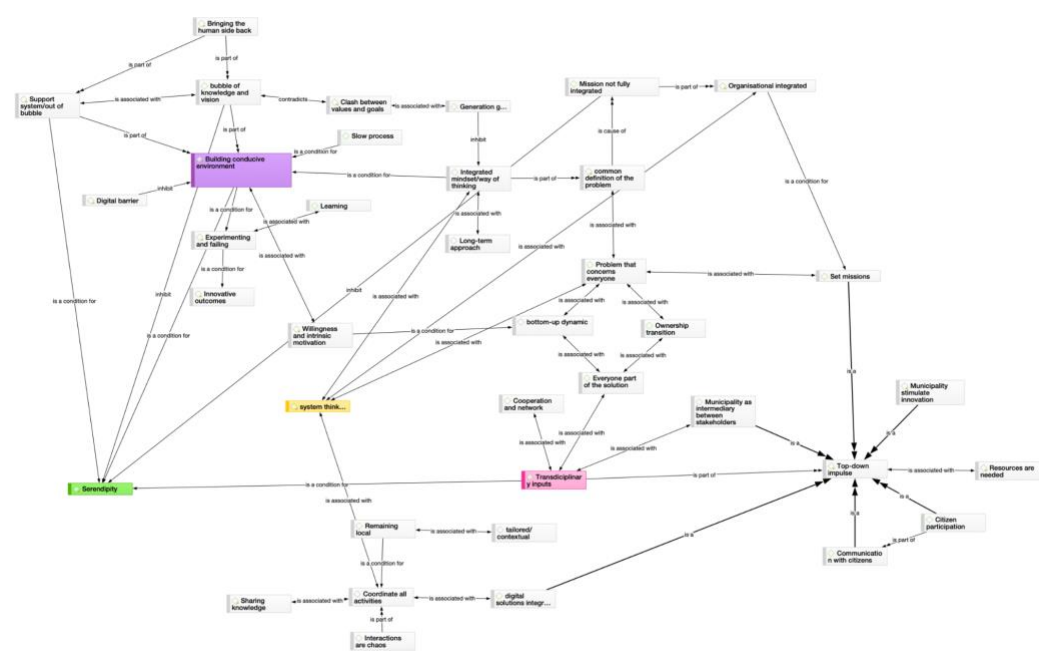 Bringing the
human side back
is part of
is part of
Support
system/out of
bubble
is associated with
bubble of
knowledge and
vision
contradicts
Clash between
values and goals
is associated with
Generation g...
Mission not fully
integrated
is part of
Organisational integrated
is part of
is part of
Slow process
is a condition for
inhibit
is cause of
Building conducive
environment
is a condition for
Integrated
mindset/way of
thinking
is part of
common
definition of the
problem
is a condition for
Digital barrier
inhibit
is a condition for
Learning
is associated with
is associated with
is associated with
Experimenting
and failing
Long-term
approach
is associated with
is associated with
is a condition for
Problem that
concerns
everyone
is associated with
Set missions
Innovative
outcomes
inhibit
inhibit
is associated with
is a condition for
is associated with
is associated with
Willingness
and intrinsic
motivation
is a condition for
bottom-up dynamic
Ownership
transition
is a condition for
is associated with
is associated with
is associated with
is a
Everyone part
of the solution
Municipality
stimulate
innovation
system think...
Cooperation
and network
Municipality as
intermediary
between
stakeholders
is associated with
is associated with
is associated with
is a
is a
Serendipity
is a condition for
Transdiciplinar
y inputs
is part of
Top-down
impulse
is associated with
Resources are
needed
is associated with
is a
is a
Remaining
local
is associated with
tailored/
contextual
is a
Citizen
participation
is part of
is a condition for
Communicatio
n with citizens
Sharing
knowledge
is associated with
Coordinate all
activities
is associated with
digital
solutions integr...
is part of
Interactions
are chaos